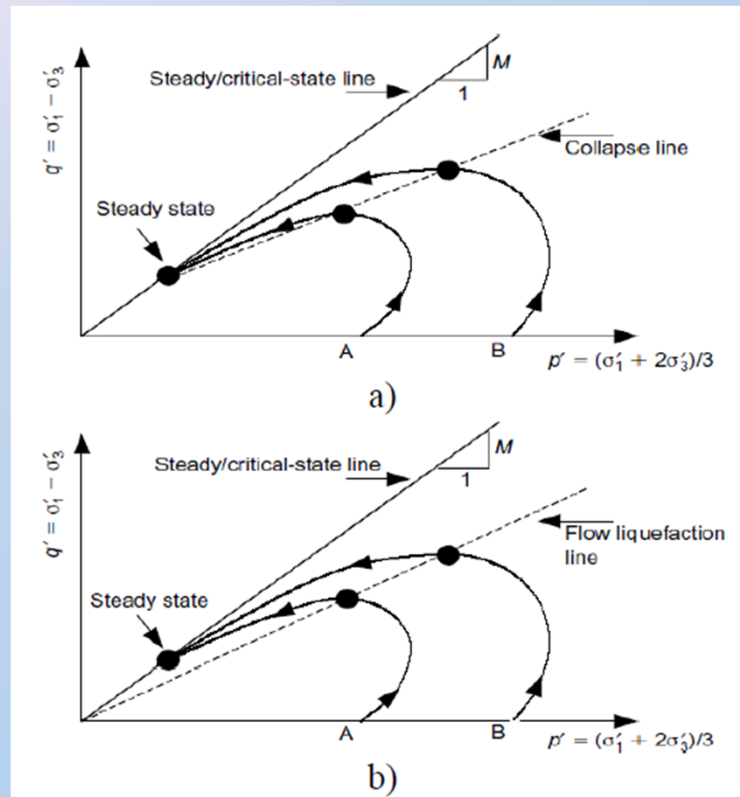 q′ = σ′₁ − σ′₃
Steady/critical-state line
M
1
Collapse line
Steady state
A
B
p′ = (σ′₁ + 2σ′₃)/3
a)
q′ = σ′₁ − σ′₃
Steady/critical-state line
M
1
Flow liquefaction
line
Steady state
A
B
p′ = (σ′₁ + 2σ′₃)/3
b)